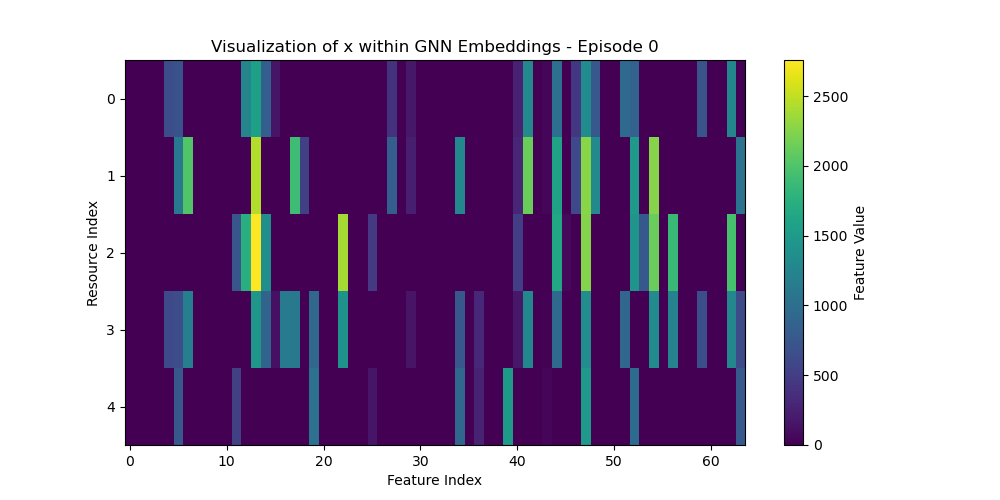 Visualization of x within GNN Embeddings - Episode 0
Resource Index
0
1
2
3
4
0 10 20 30 40 50 60
Feature Index
2500
2000
1500
1000
500
0
Feature Value